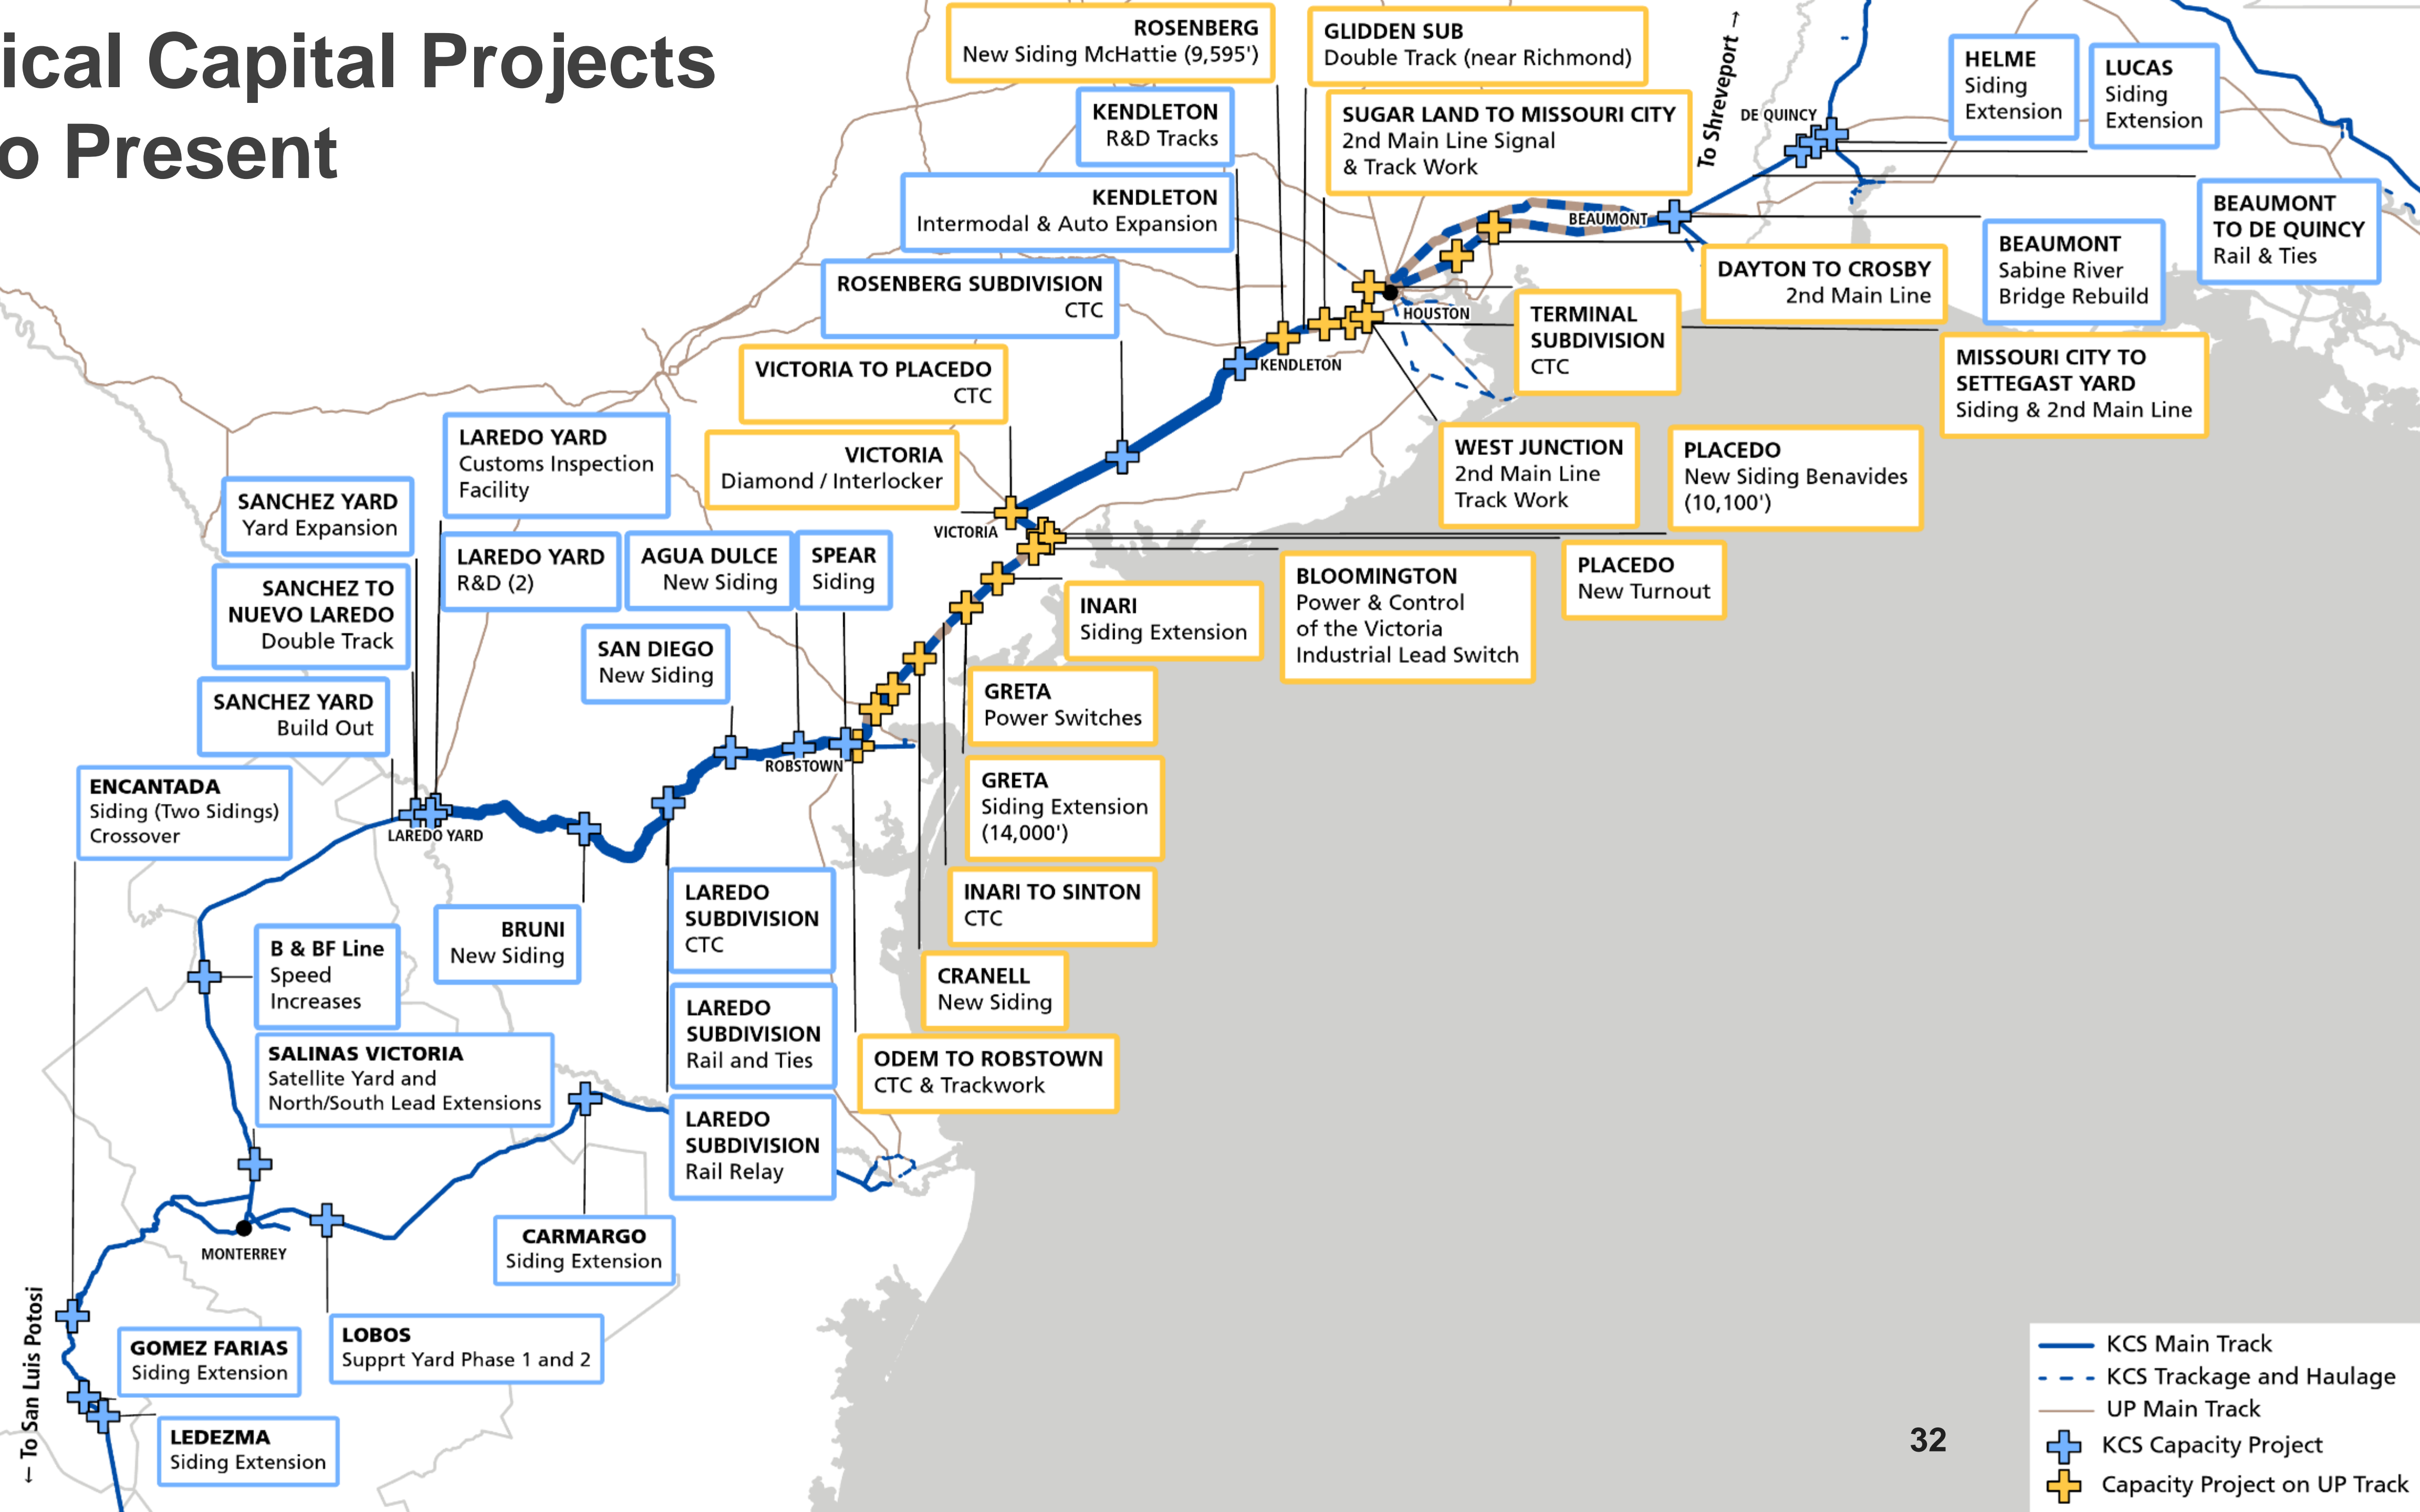 ical Capital Projects
o Present
ROSENBERG
New Siding McHattie (9,595')
GLIDDEN SUB
Double Track (near Richmond)
KENDLETON
R&D Tracks
SUGAR LAND TO MISSOURI CITY
2nd Main Line Signal
& Track Work
To Shreveport →
DE QUINCY
HELME
Siding
Extension
LUCAS
Siding
Extension
KENDLETON
Intermodal & Auto Expansion
BEAUMONT
BEAUMONT
TO DE QUINCY
Rail & Ties
BEAUMONT
Sabine River
Bridge Rebuild
DAYTON TO CROSBY
2nd Main Line
ROSENBERG SUBDIVISION
CTC
HOUSTON
TERMINAL
SUBDIVISION
CTC
MISSOURI CITY TO
SETTEGAST YARD
Siding & 2nd Main Line
KENDLETON
VICTORIA TO PLACEDO
CTC
LAREDO YARD
Customs Inspection
Facility
VICTORIA
Diamond / Interlocker
WEST JUNCTION
2nd Main Line
Track Work
PLACEDO
New Siding Benavides
(10,100')
SANCHEZ YARD
Yard Expansion
VICTORIA
LAREDO YARD
R&D (2)
AGUA DULCE
New Siding
SPEAR
Siding
PLACEDO
New Turnout
BLOOMINGTON
Power & Control
of the Victoria
Industrial Lead Switch
SANCHEZ TO
NUEVO LAREDO
Double Track
INARI
Siding Extension
SAN DIEGO
New Siding
GRETA
Power Switches
SANCHEZ YARD
Build Out
ROBSTOWN
GRETA
Siding Extension
(14,000')
ENCANTADA
Siding (Two Sidings)
Crossover
LAREDO YARD
LAREDO
SUBDIVISION
CTC
INARI TO SINTON
CTC
BRUNI
New Siding
B & BF Line
Speed
Increases
CRANELL
New Siding
LAREDO
SUBDIVISION
Rail and Ties
SALINAS VICTORIA
Satellite Yard and
North/South Lead Extensions
ODEM TO ROBSTOWN
CTC & Trackwork
LAREDO
SUBDIVISION
Rail Relay
MONTERREY
CARMARGO
Siding Extension
← To San Luis Potosi
GOMEZ FARIAS
Siding Extension
LOBOS
Supprt Yard Phase 1 and 2
LEDEZMA
Siding Extension
32
KCS Main Track
KCS Trackage and Haulage
UP Main Track
KCS Capacity Project
Capacity Project on UP Track